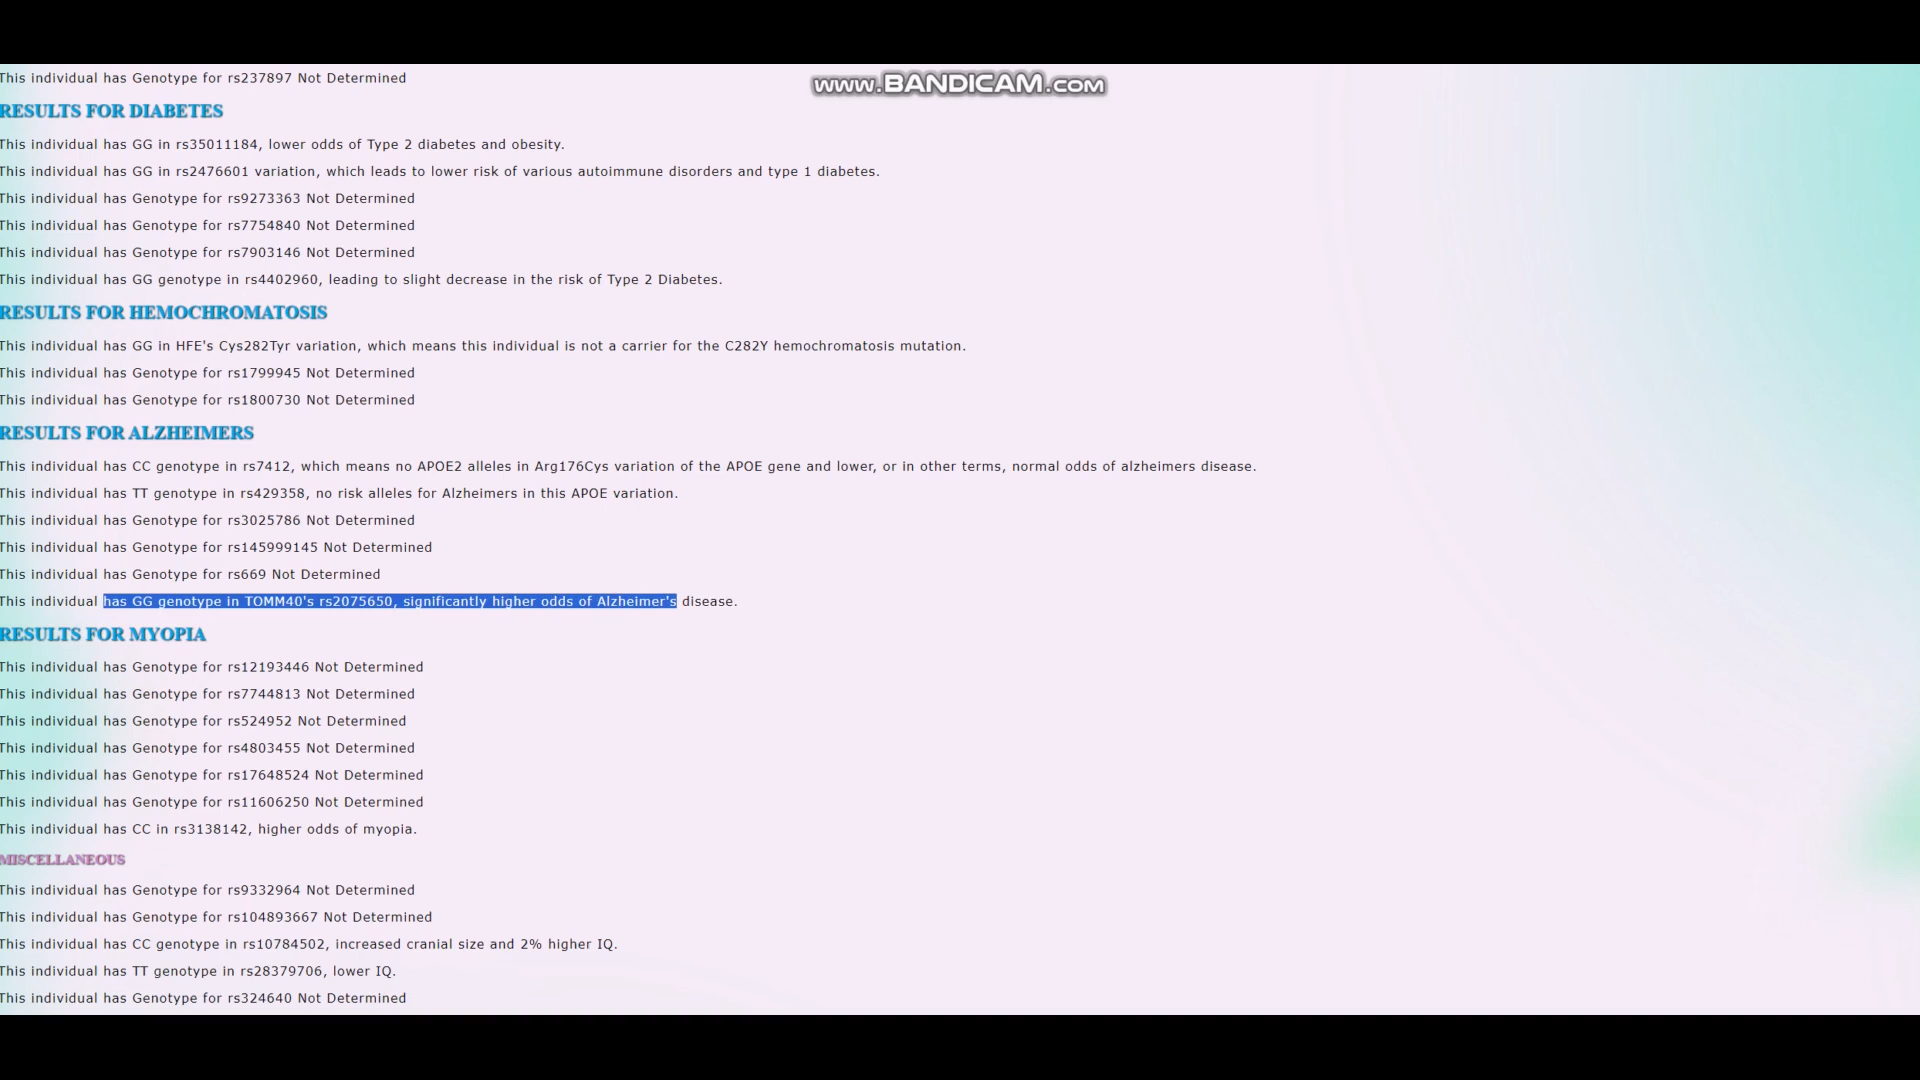 This individual has Genotype for rs237897 Not Determined
www.BANDICAM.com
RESULTS FOR DIABETES
This individual has GG in rs35011184, lower odds of Type 2 diabetes and obesity.
This individual has GG in rs2476601 variation, which leads to lower risk of various autoimmune disorders and type 1 diabetes.
This individual has Genotype for rs9273363 Not Determined
This individual has Genotype for rs7754840 Not Determined
This individual has Genotype for rs7903146 Not Determined
This individual has GG genotype in rs4402960, leading to slight decrease in the risk of Type 2 Diabetes.
RESULTS FOR HEMOCHROMATOSIS
This individual has GG in HFE's Cys282Tyr variation, which means this individual is not a carrier for the C282Y hemochromatosis mutation.
This individual has Genotype for rs1799945 Not Determined
This individual has Genotype for rs1800730 Not Determined
RESULTS FOR ALZHEIMERS
This individual has CC genotype in rs7412, which means no APOE2 alleles in Arg176Cys variation of the APOE gene and lower, or in other terms, normal odds of alzheimers disease.
This individual has TT genotype in rs429358, no risk alleles for Alzheimers in this APOE variation.
This individual has Genotype for rs3025786 Not Determined
This individual has Genotype for rs145999145 Not Determined
This individual has Genotype for rs669 Not Determined
This individual has GG genotype in TOMM40's rs2075650, significantly higher odds of Alzheimer's disease.
RESULTS FOR MYOPIA
This individual has Genotype for rs12193446 Not Determined
This individual has Genotype for rs7744813 Not Determined
This individual has Genotype for rs524952 Not Determined
This individual has Genotype for rs4803455 Not Determined
This individual has Genotype for rs17648524 Not Determined
This individual has Genotype for rs11606250 Not Determined
This individual has CC in rs3138142, higher odds of myopia.
MISCELLANEOUS
This individual has Genotype for rs9332964 Not Determined
This individual has Genotype for rs104893667 Not Determined
This individual has CC genotype in rs10784502, increased cranial size and 2% higher IQ.
This individual has TT genotype in rs28379706, lower IQ.
This individual has Genotype for rs324640 Not Determined